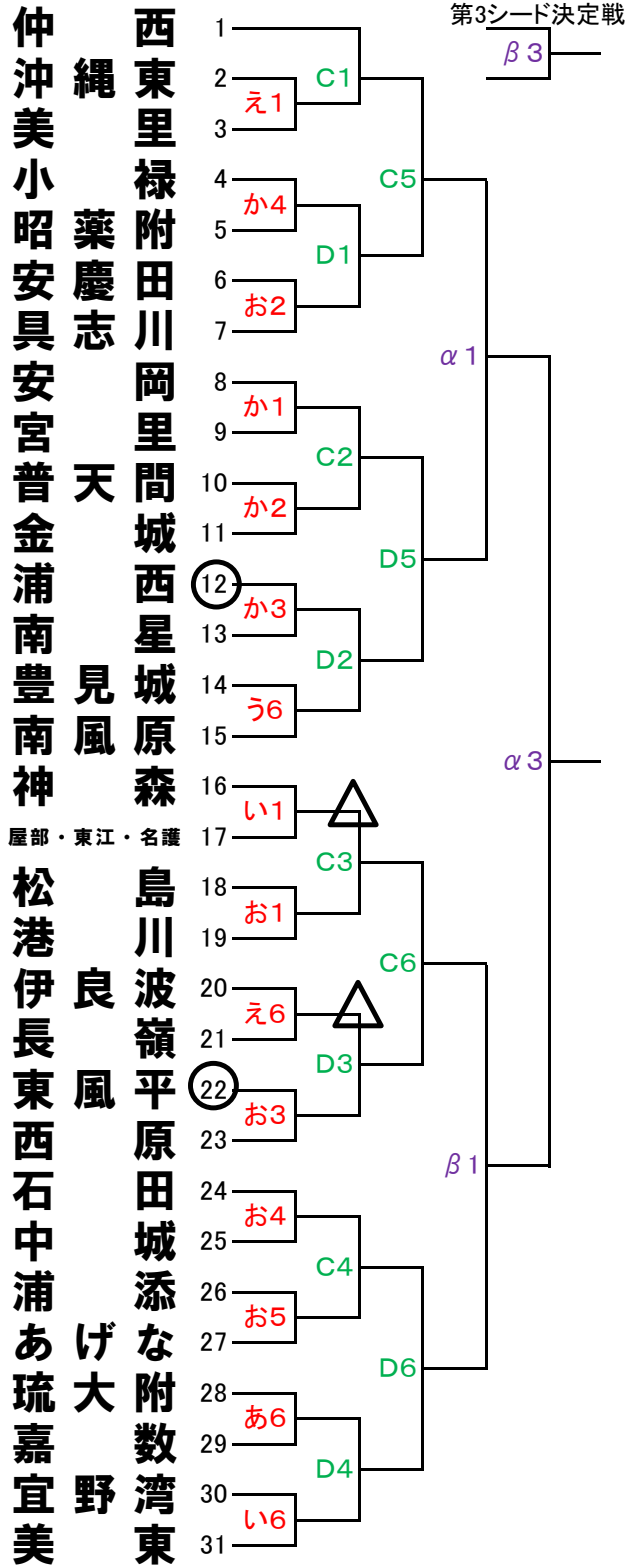 第3シード決定戦
β3
仲西 1
C1
沖縄東 2
え1
美里 3
小禄 4
か4
C5
昭薬附 5
D1
安慶田 6
お2
具志川 7
α1
安岡 8
か1
宮里 9
C2
普天間 10
か2
金城 11
D5
浦西 12
か3
南星 13
D2
豊見城 14
う6
南風原 15
α3
神森 16
い1
屋部・東江・名護 17
C3
松島 18
お1
港川 19
C6
伊良波 20
え6
長嶺 21
D3
東風平 22
お3
西原 23
β1
石田 24
お4
中城 25
C4
浦添 26
お5
あげな 27
D6
琉大附 28
あ6
嘉数 29
D4
宜野湾 30
い6
美東 31